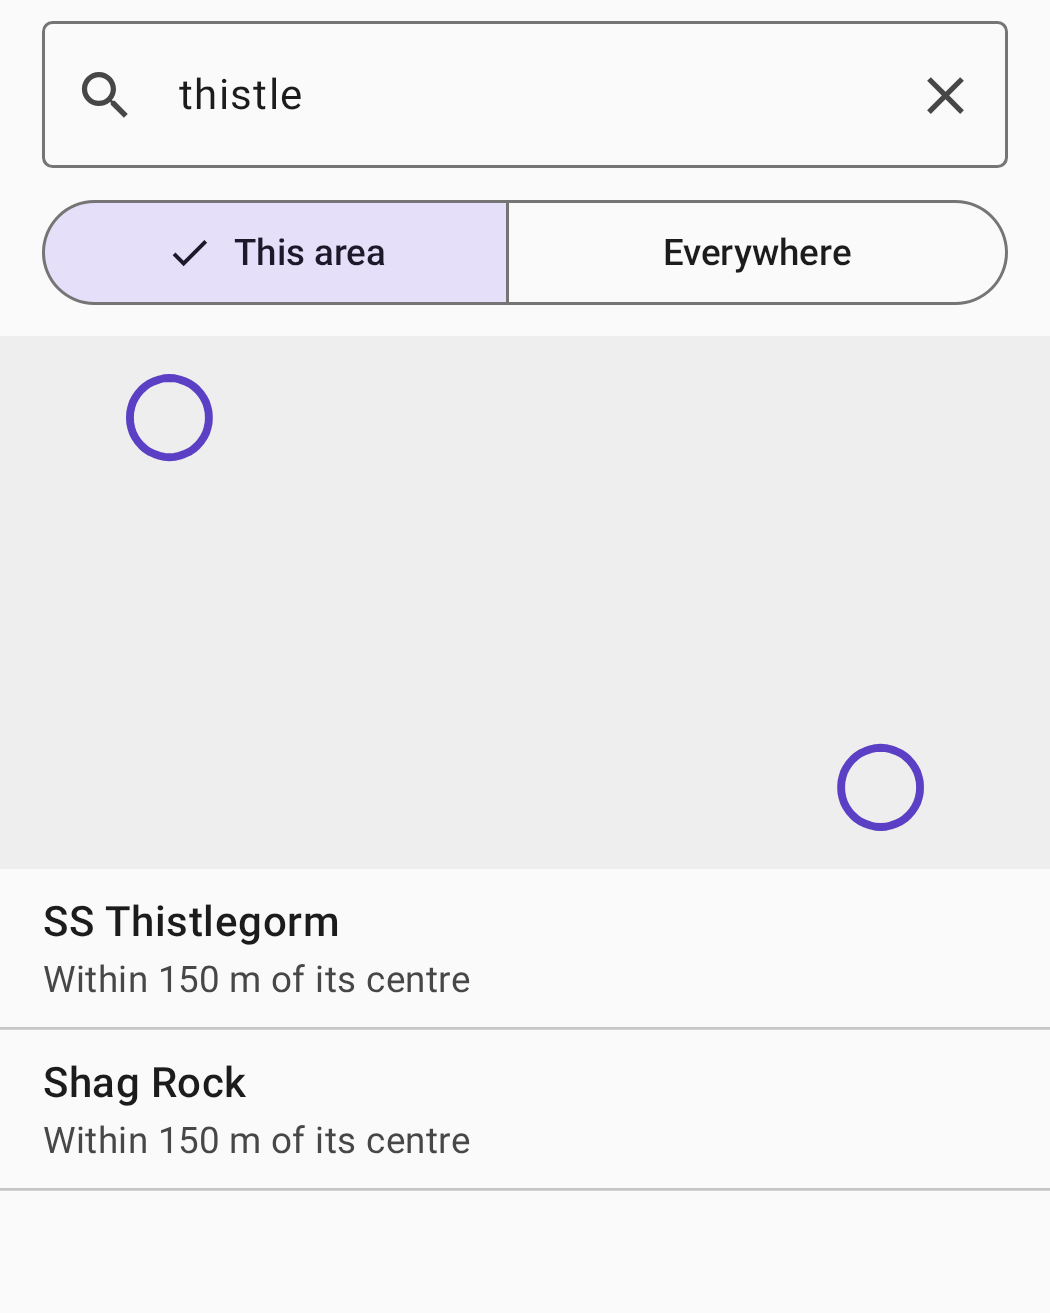 thistle
This area
Everywhere
SS Thistlegorm
Within 150 m of its centre
Shag Rock
Within 150 m of its centre